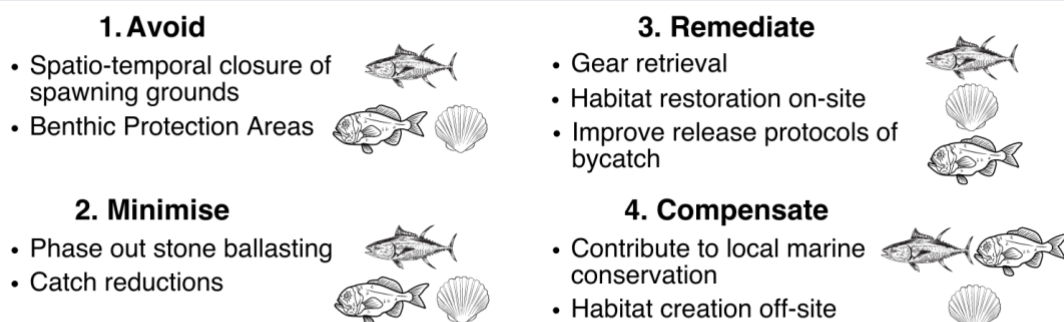 1. Avoid
• Spatio-temporal closure of
spawning grounds
• Benthic Protection Areas
2. Minimise
• Phase out stone ballasting
• Catch reductions
3. Remediate
• Gear retrieval
• Habitat restoration on-site
• Improve release protocols of
bycatch
4. Compensate
• Contribute to local marine
conservation
• Habitat creation off-site